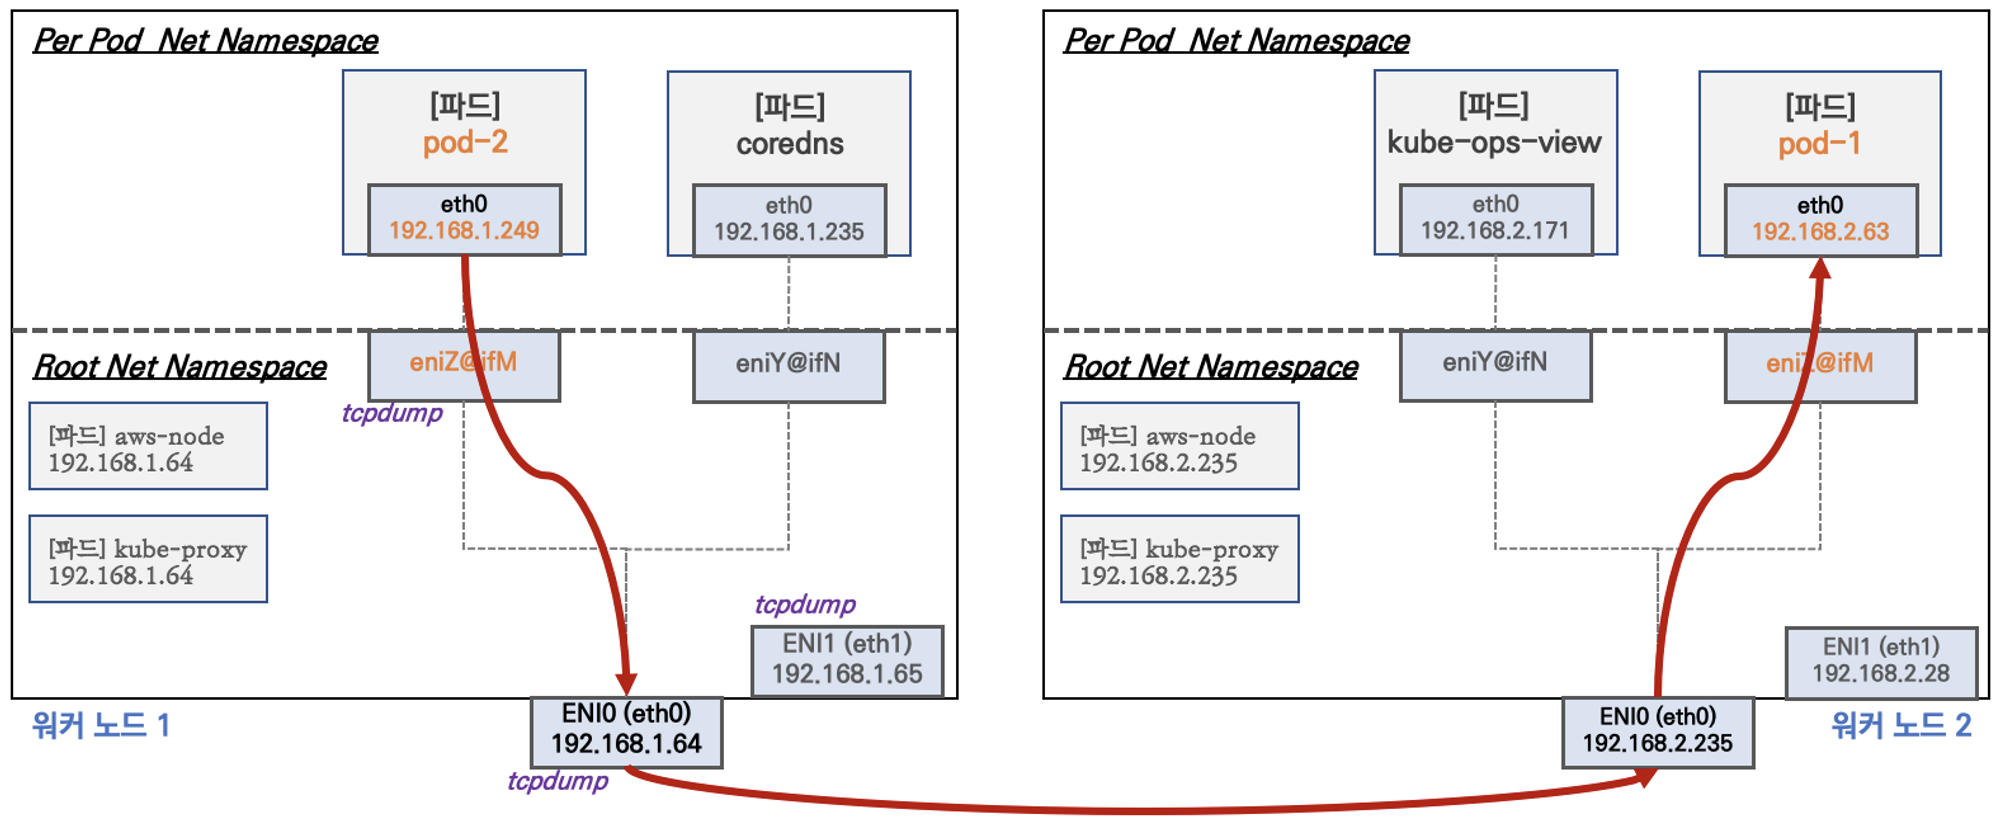 Per Pod  Net Namespace
[파드]
pod-2
eth0
192.168.1.249
[파드]
coredns
eth0
192.168.1.235
Root Net Namespace
eniZ@ifM
eniY@ifN
tcpdump
[파드] aws-node
192.168.1.64
[파드] kube-proxy
192.168.1.64
tcpdump
ENI1 (eth1)
192.168.1.65
워커 노드 1
ENI0 (eth0)
192.168.1.64
tcpdump
Per Pod  Net Namespace
[파드]
kube-ops-view
eth0
192.168.2.171
[파드]
pod-1
eth0
192.168.2.63
Root Net Namespace
eniY@ifN
eniZ@ifM
[파드] aws-node
192.168.2.235
[파드] kube-proxy
192.168.2.235
ENI1 (eth1)
192.168.2.28
ENI0 (eth0)
192.168.2.235
워커 노드 2